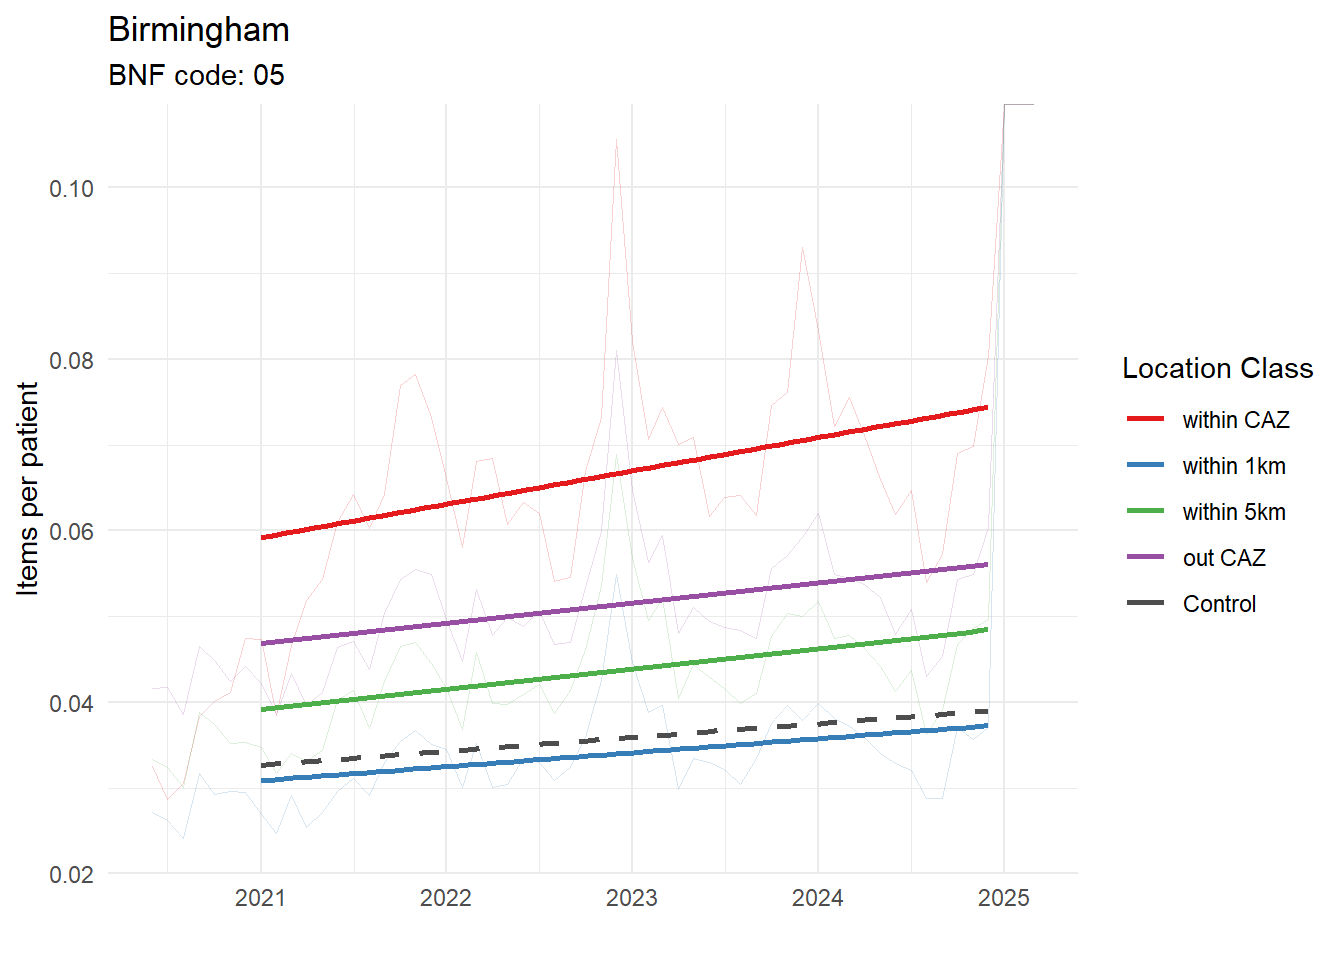 Birmingham
BNF code: 05
Items per patient
0.10
0.08
0.06
0.04
0.02
2021
2022
2023
2024
2025
Location Class
within CAZ
within 1km
within 5km
out CAZ
Control